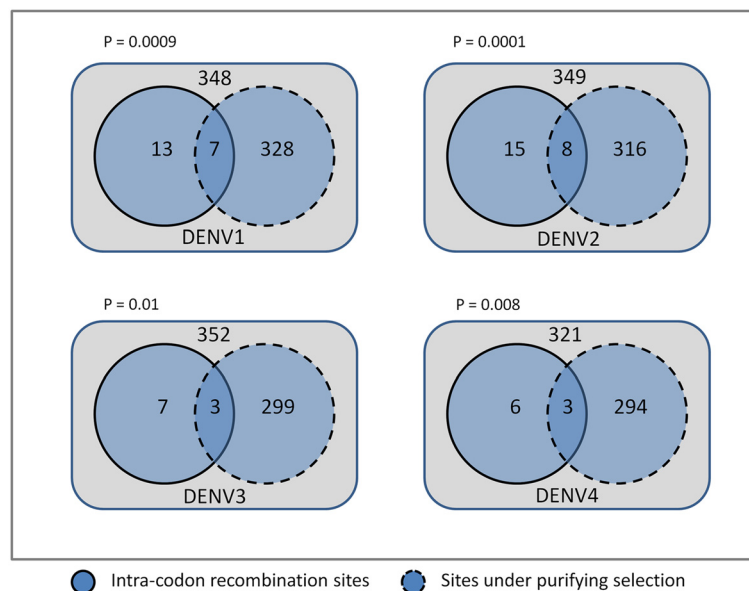 P = 0.0009
348
13 7 328
DENV1
P = 0.0001
349
15 8 316
DENV2
P = 0.01
352
7 3 299
DENV3
P = 0.008
321
6 3 294
DENV4
Intra-codon recombination sites
Sites under purifying selection